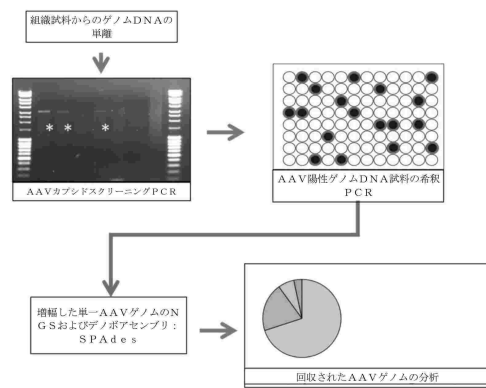 組織試料からのゲノムDNAの
単離
* * *
AAVカプシドスクリーニングPCR
AAV陽性ゲノムDNA試料の希釈
PCR
増幅した単一AAVゲノムのN
GSおよびデノボアセンブリ:
SPAdes
回収されたAAVゲノムの分析